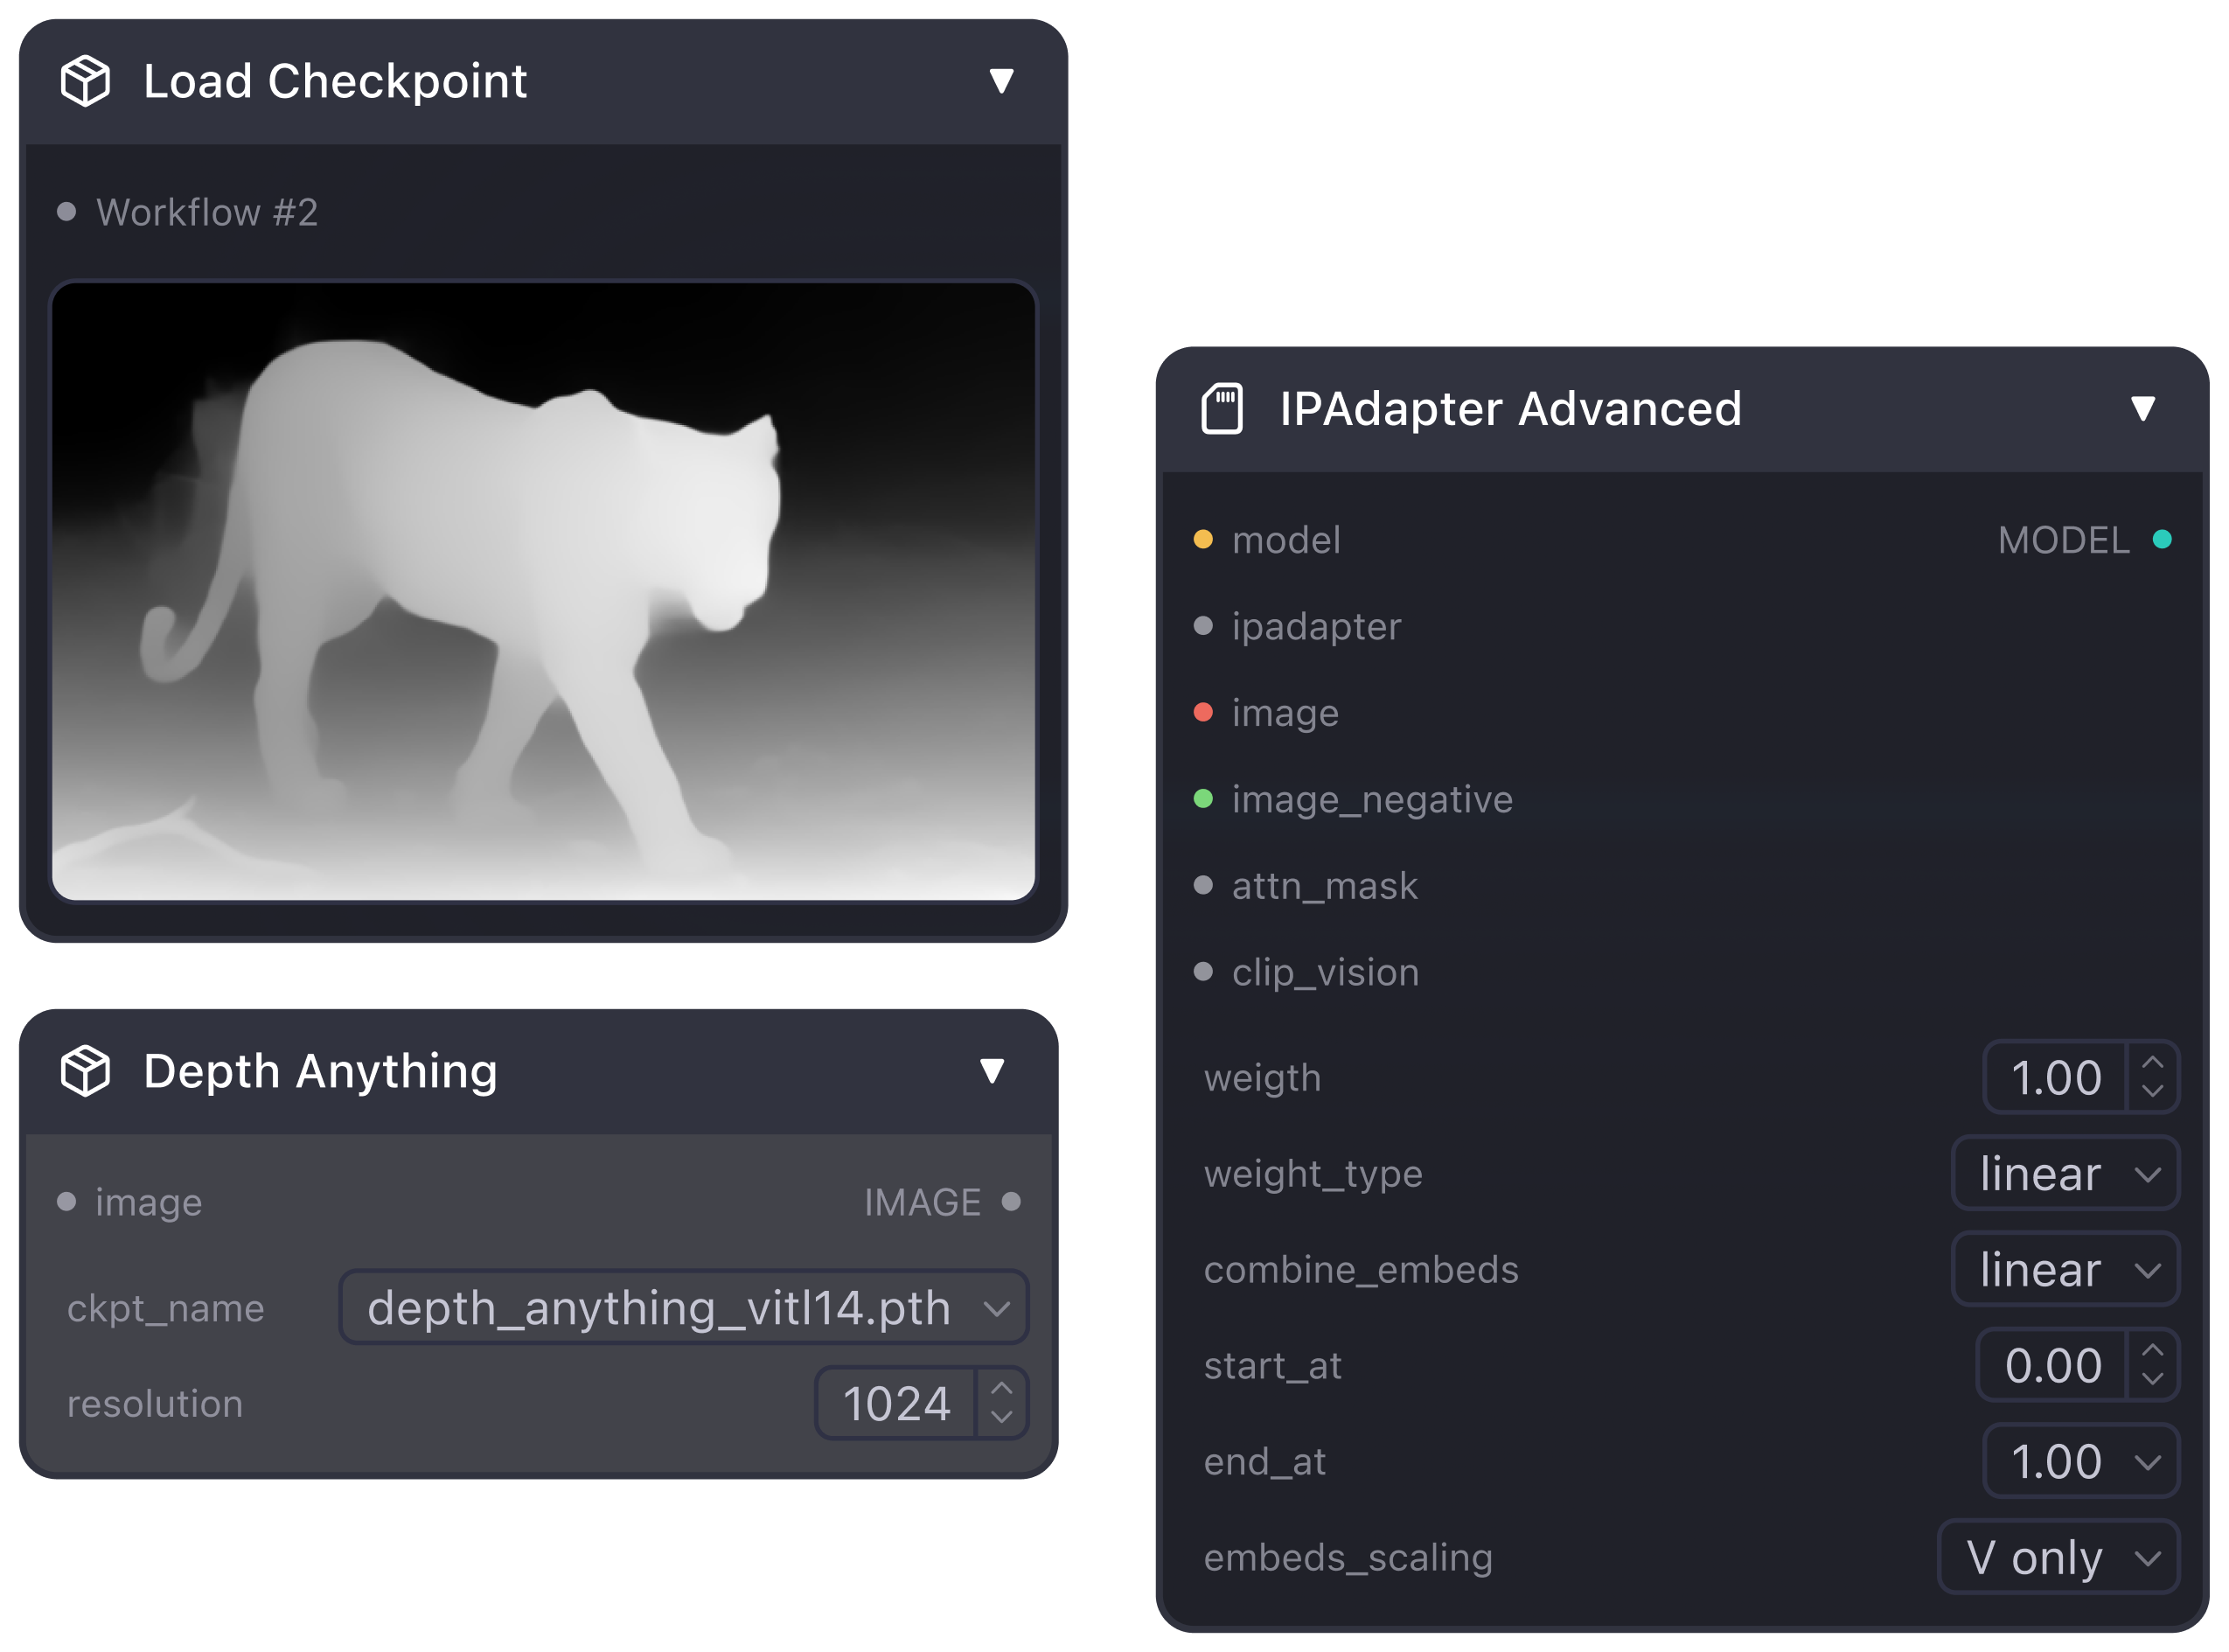 Load Checkpoint
Workflow #2
Depth Anything
image IMAGE
ckpt_name depth_anything_vitl14.pth
resolution 1024
IPAdapter Advanced
model MODEL
ipadapter
image
image_negative
attn_mask
clip_vision
weigth 1.00
weight_type linear
combine_embeds linear
start_at 0.00
end_at 1.00
embeds_scaling V only